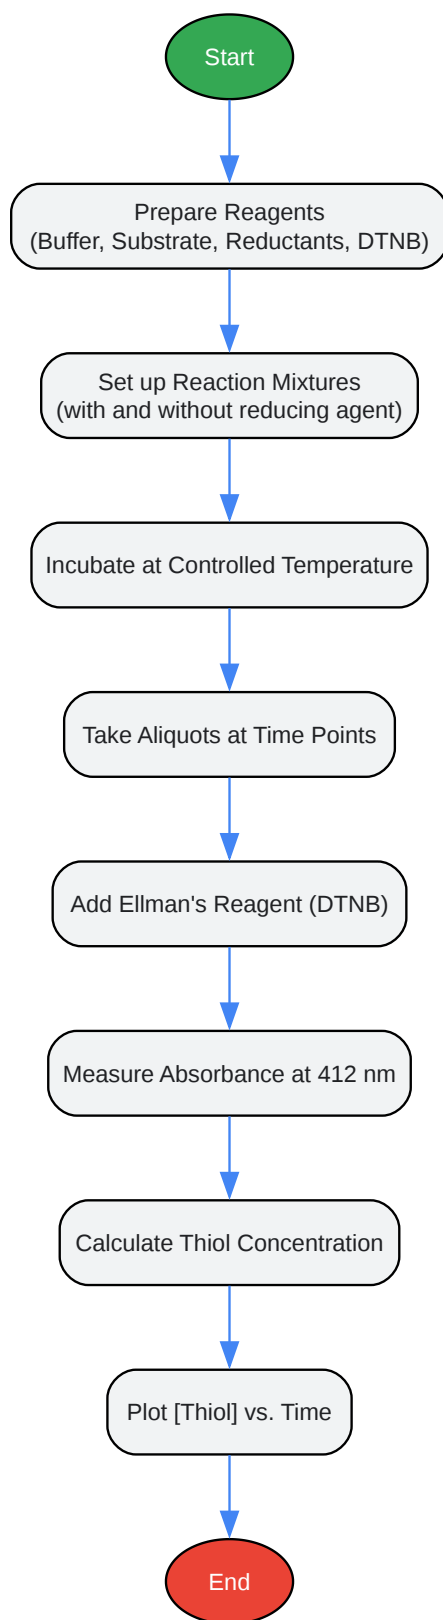 Start
Prepare Reagents
(Buffer, Substrate, Reductants, DTNB)
Set up Reaction Mixtures
(with and without reducing agent)
Incubate at Controlled Temperature
Take Aliquots at Time Points
Add Ellman's Reagent (DTNB)
Measure Absorbance at 412 nm
Calculate Thiol Concentration
Plot [Thiol] vs. Time
End